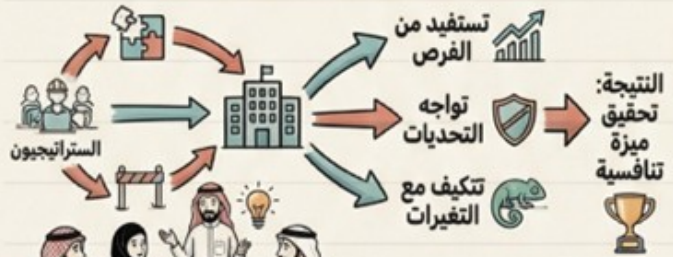 الستراتيجيون
تستفيد من
الفرص
تواجه
التحديات
تتكيف مع
التغيرات
النتيجة:
تحقيق
ميزة
تنافسية